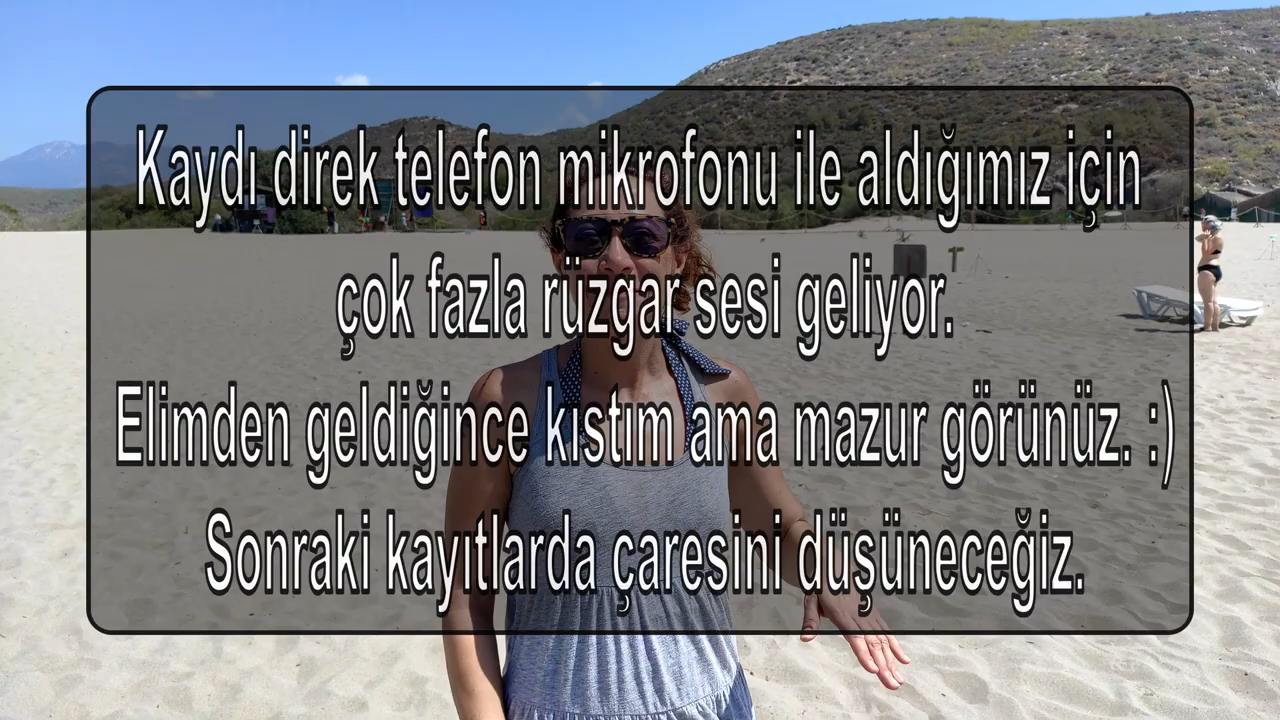 Kaydı direk telefon mikrofonu ile aldığımız için
çok fazla rüzgar sesi geliyor.
Elimden geldiğince kıstım ama mazur görünüz. :)
Sonraki kayıtlarda çaresini düşüneceğiz.